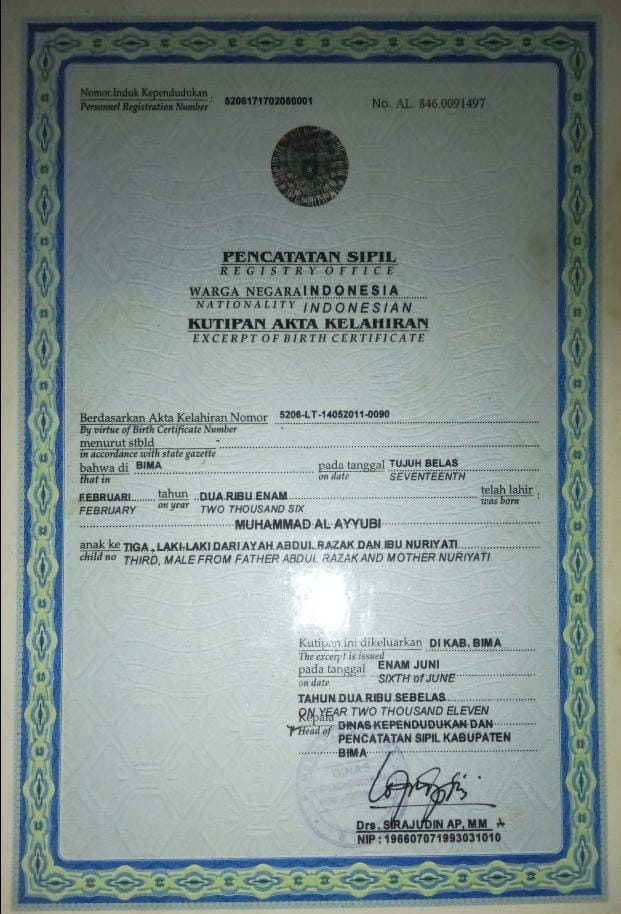 Nomor.Induk Kependudukan : 5206171702060001 No. AL. 846.0091497
Personnel Registration Number
PENCATATAN SIPIL
REGISTRY OFFICE
WARGA NEGARA INDONESIA
NATIONALITY INDONESIAN
KUTIPAN AKTA KELAHIRAN
EXCERPT OF BIRTH CERTIFICATE
Berdasarkan Akta Kelahiran Nomor 5206-LT-14052011-0090
By virtue of Birth Certificate Number
menurut stbld -
in accordance with state gazette
bahwa di BIMA pada tanggal TUJUH BELAS
that in on date SEVENTEENTH
FEBRUARI tahun DUA RIBU ENAM telah lahir :
FEBRUARY on year TWO THOUSAND SIX was born
MUHAMMAD AL AYYUBI
anak ke TIGA, LAKI-LAKI DARI AYAH ABDUL RAZAK DAN IBU NURIYATI
child no THIRD, MALE FROM FATHER ABDUL RAZAK AND MOTHER NURIYATI
Kutipan ini dikeluarkan DI KAB. BIMA
The excerpt is issued
pada tanggal ENAM JUNI
on date SIXTH of JUNE
TAHUN DUA RIBU SEBELAS
ON YEAR TWO THOUSAND ELEVEN
Kepala DINAS KEPENDUDUKAN DAN
Head of PENCATATAN SIPIL KABUPATEN
BIMA
DINAS
Drs. SIRAJUDIN AP, MM
NIP : 196607071993031010